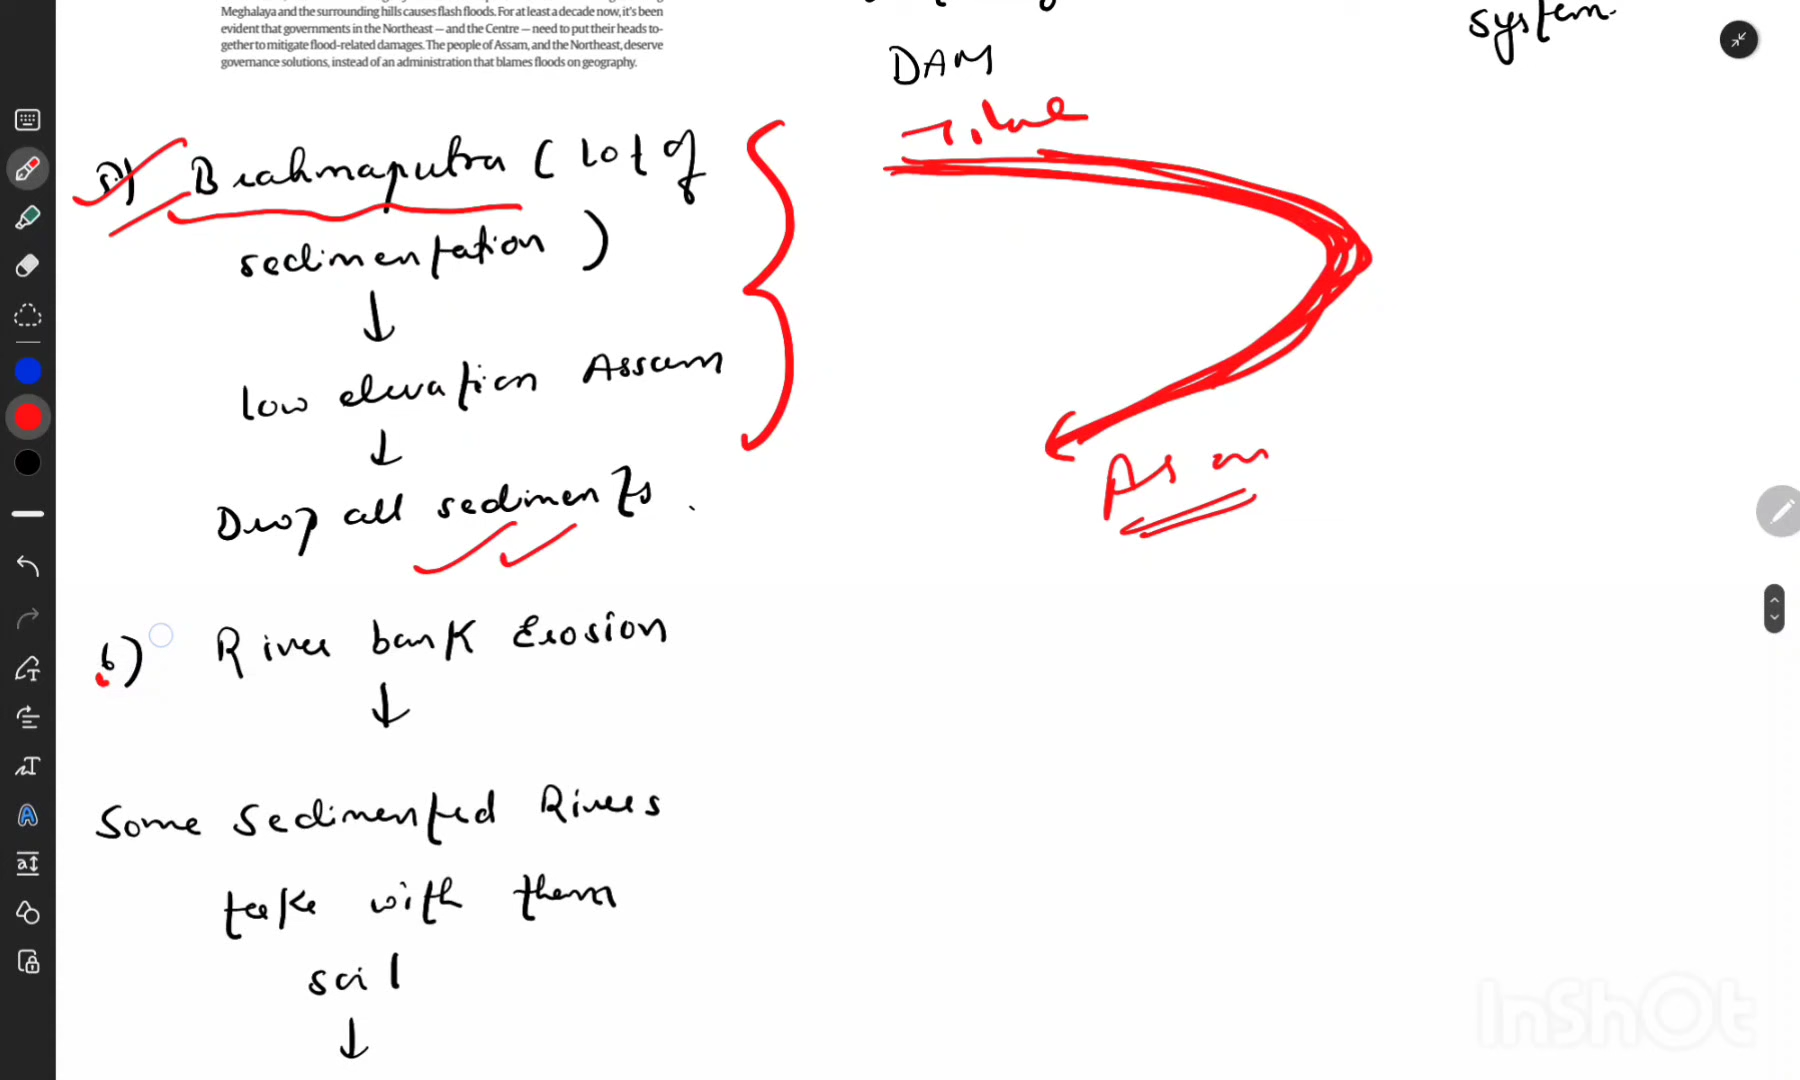 Meghalaya and the surrounding hills causes flash floods. For at least a decade now, it's been
evident that governments in the Northeast — and the Centre — need to put their heads to-
gether to mitigate flood-related damages. The people of Assam, and the Northeast, deserve
governance solutions, instead of an administration that blames floods on geography.
Brahmaputra ( Lot of
sedimentation )
↓
low elevation Assam
↓
Drop all sediments.
6) River bank Erosion
↓
Some Sedimented Rivers
take with them
soil
↓
system.
DAM
Tibet
InShOt